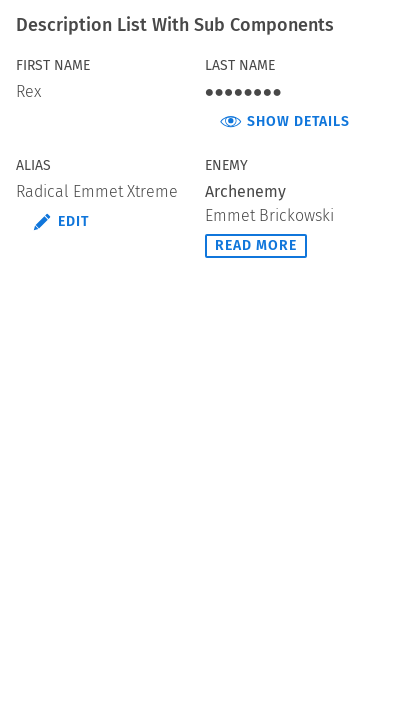 Description List With Sub Components
FIRST NAME
Rex
LAST NAME
●●●●●●●●
SHOW DETAILS
ALIAS
Radical Emmet Xtreme
EDIT
ENEMY
Archenemy
Emmet Brickowski
READ MORE